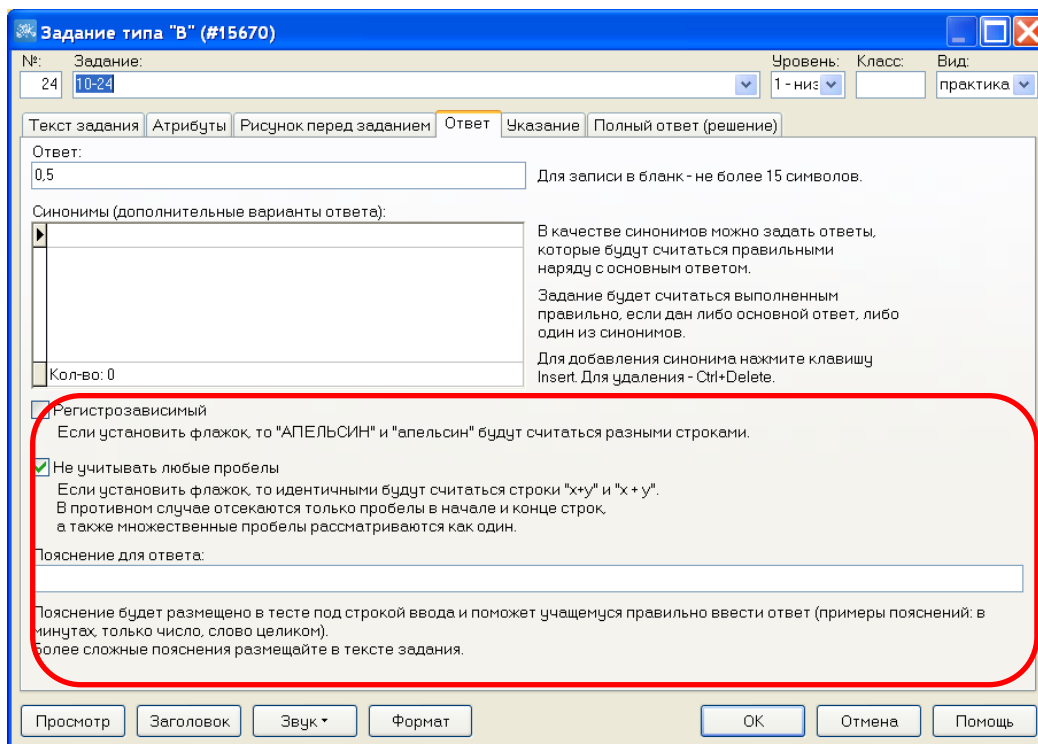 Задание типа "В" (#15670)
№: Задание: Уровень: Класс: Вид:
24 10-24 1 - низ практика
Текст задания Атрибуты Рисунок перед заданием Ответ Указание Полный ответ (решение)
Ответ:
0,5 Для записи в бланк - не более 15 символов.
Синонимы (дополнительные варианты ответа):
В качестве синонимов можно задать ответы,
которые будут считаться правильными
наряду с основным ответом.
Задание будет считаться выполненным
правильно, если дан либо основной ответ, либо
один из синонимов.
Для добавления синонима нажмите клавишу
Insert. Для удаления - Ctrl+Delete.
Кол-во: 0
Регистрозависимый
Если установить флажок, то "АПЕЛЬСИН" и "апельсин" будут считаться разными строками.
Не учитывать любые пробелы
Если установить флажок, то идентичными будут считаться строки "x+y" и "x + y".
В противном случае отсекаются только пробелы в начале и конце строк,
а также множественные пробелы рассматриваются как один.
Пояснение для ответа:
Пояснение будет размещено в тесте под строкой ввода и поможет учащемуся правильно ввести ответ (примеры пояснений: в
минутах, только число, слово целиком).
Более сложные пояснения размещайте в тексте задания.
Просмотр Заголовок Звук Формат OK Отмена Помощь